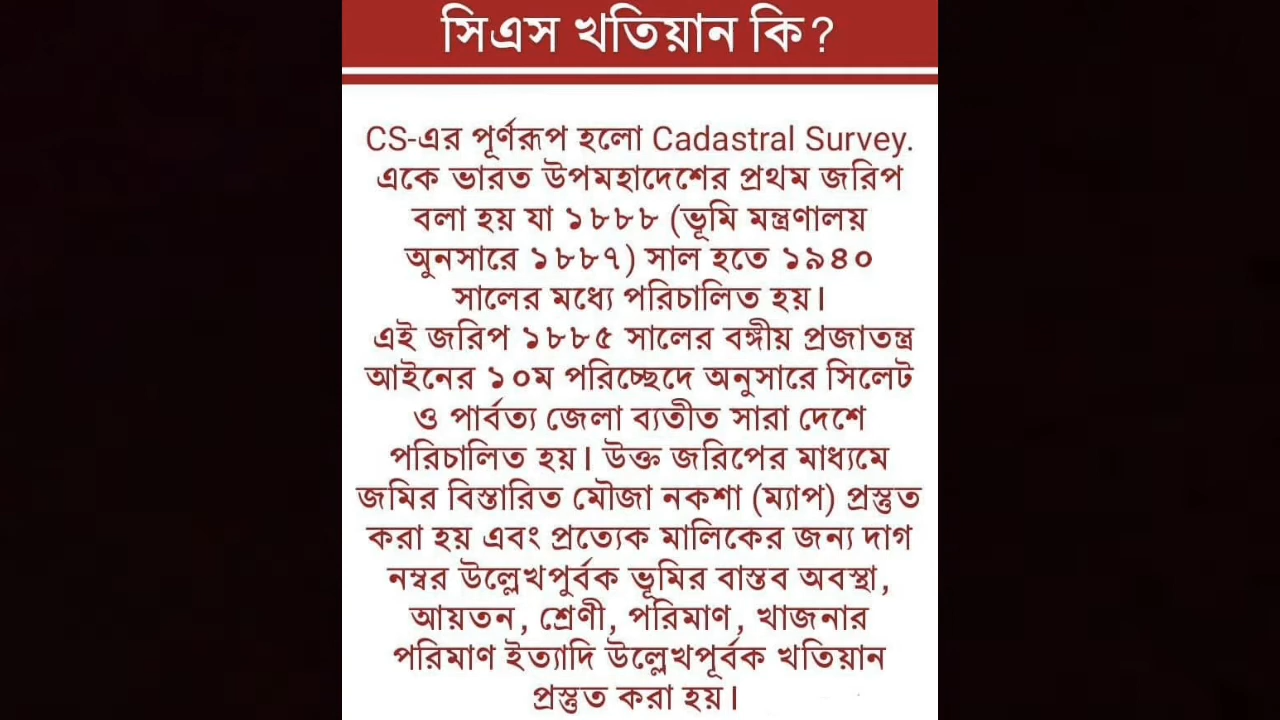 সিএস খতিয়ান কি?
CS-এর পূর্ণরূপ হলো Cadastral Survey.
একে ভারত উপমহাদেশের প্রথম জরিপ
বলা হয় যা ১৮৮৮ (ভূমি মন্ত্রণালয়
অুনসারে ১৮৮৭) সাল হতে ১৯৪০
সালের মধ্যে পরিচালিত হয়।
এই জরিপ ১৮৮৫ সালের বঙ্গীয় প্রজাতন্ত্র
আইনের ১০ম পরিচ্ছেদে অনুসারে সিলেট
ও পার্বত্য জেলা ব্যতীত সারা দেশে
পরিচালিত হয়। উক্ত জরিপের মাধ্যমে
জমির বিস্তারিত মৌজা নকশা (ম্যাপ) প্রস্তুত
করা হয় এবং প্রত্যেক মালিকের জন্য দাগ
নম্বর উল্লেখপুর্বক ভূমির বাস্তব অবস্থা,
আয়তন, শ্রেণী, পরিমাণ, খাজনার
পরিমাণ ইত্যাদি উল্লেখপূর্বক খতিয়ান
প্রস্তুত করা হয়।